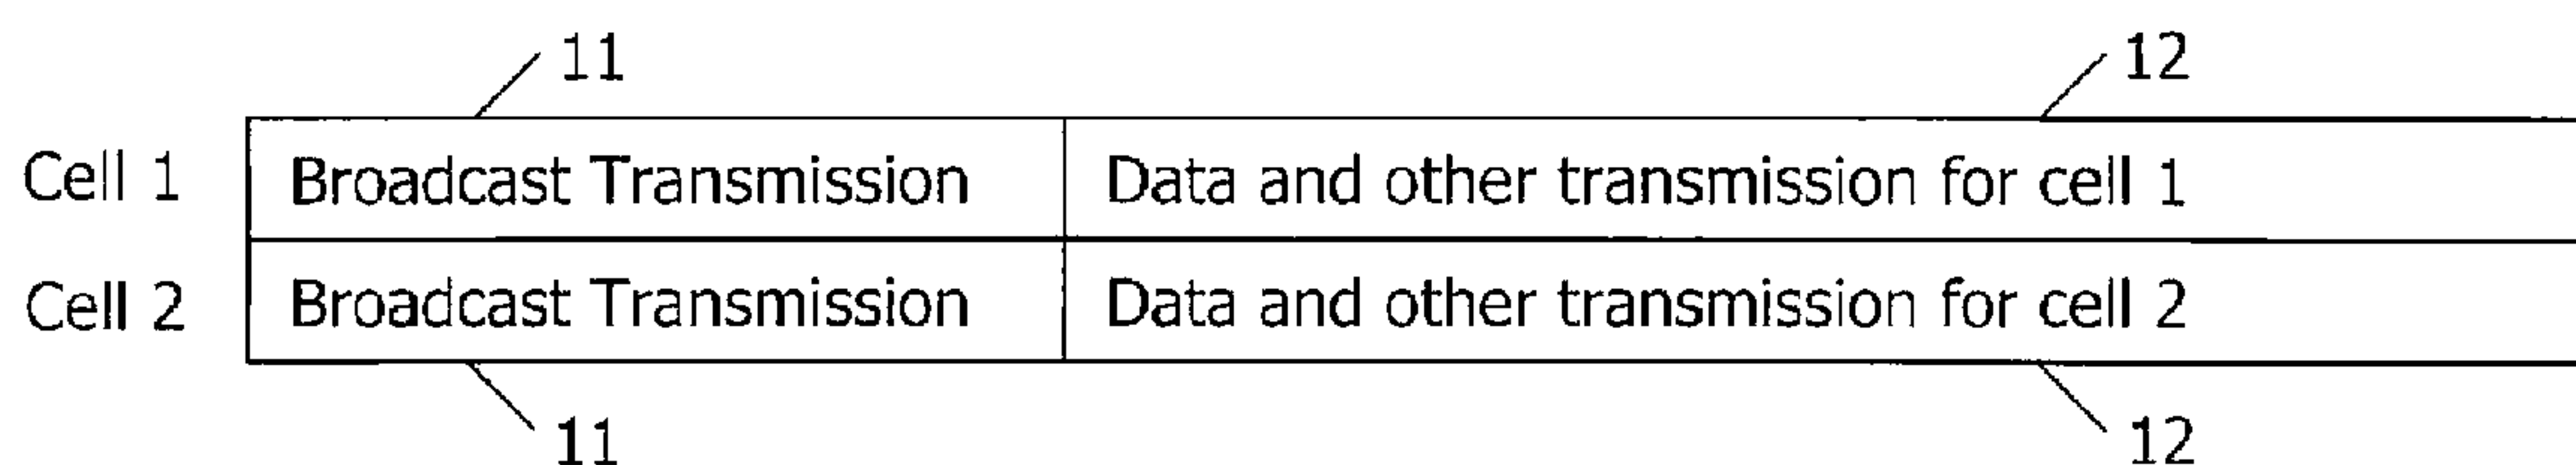 11 12
Cell 1 Broadcast Transmission Data and other transmission for cell 1
Cell 2 Broadcast Transmission Data and other transmission for cell 2
11 12